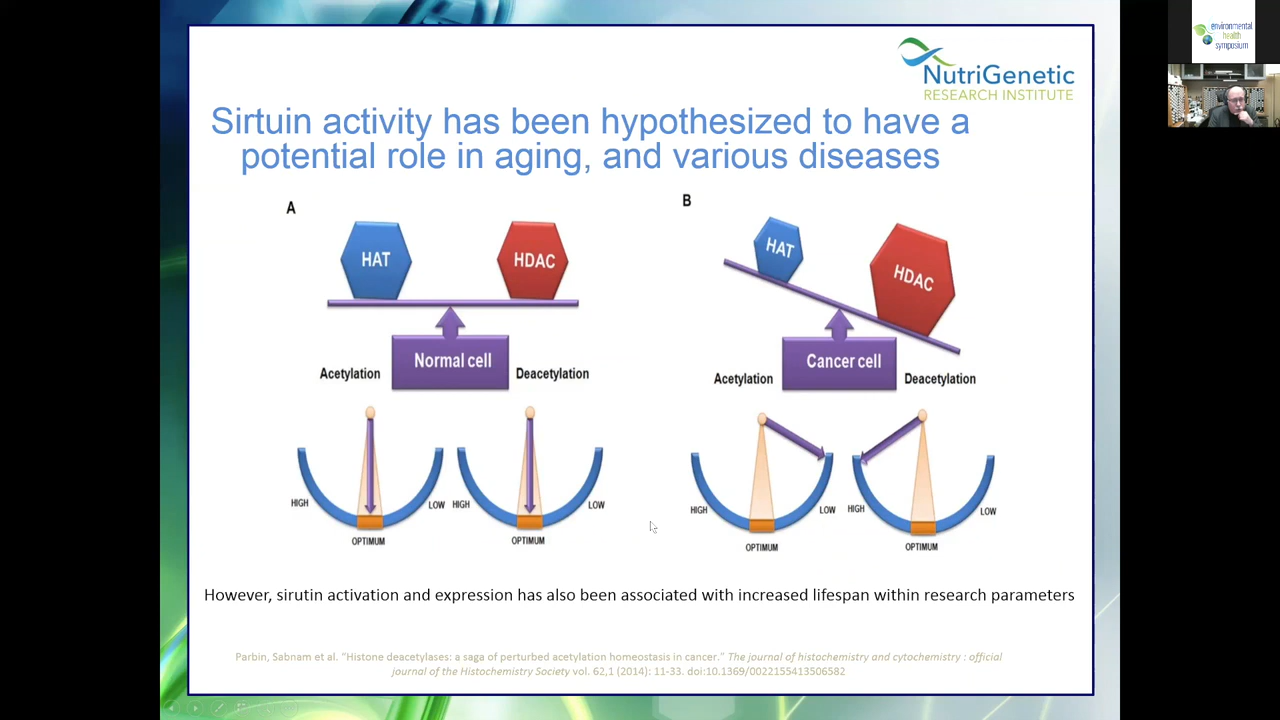 environmental
health
symposium
NutriGenetic
RESEARCH INSTITUTE
Sirtuin activity has been hypothesized to have a
potential role in aging, and various diseases
A
HAT
HDAC
Normal cell
Acetylation
Deacetylation
HIGH
LOW
HIGH
LOW
OPTIMUM
OPTIMUM
B
HAT
HDAC
Cancer cell
Acetylation
Deacetylation
HIGH
LOW
HIGH
LOW
OPTIMUM
OPTIMUM
However, sirutin activation and expression has also been associated with increased lifespan within research parameters
Parbin, Sabnam et al. "Histone deacetylases: a saga of perturbed acetylation homeostasis in cancer." The journal of histochemistry and cytochemistry : official
journal of the Histochemistry Society vol. 62,1 (2014): 11-33. doi:10.1369/0022155413506582